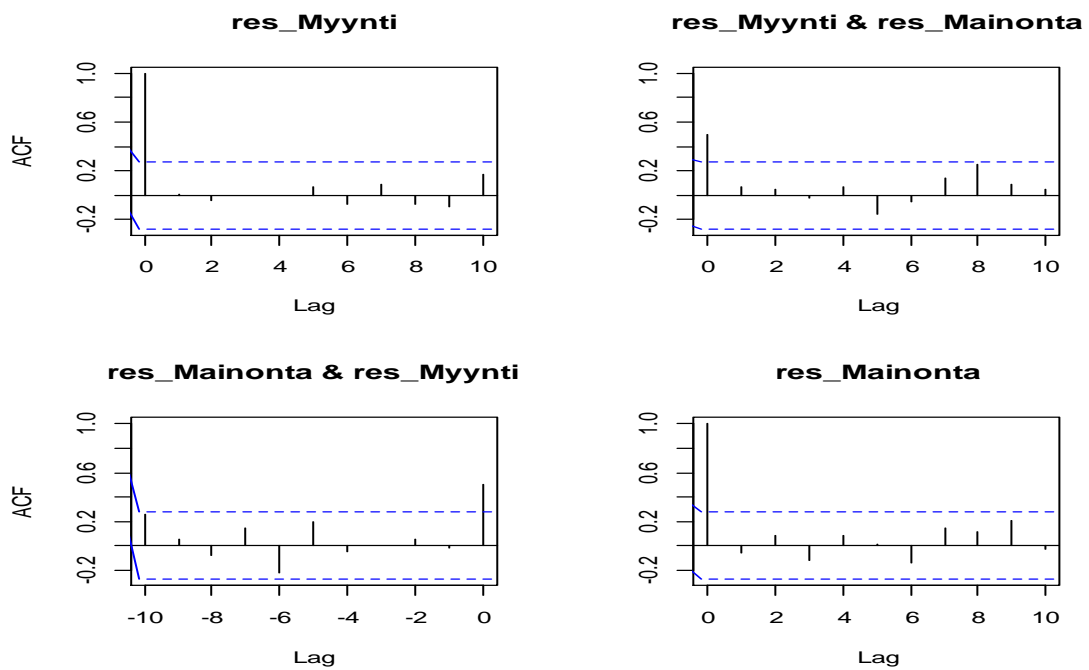 res_Myynti
ACF
1.0
0.6
0.2
-0.2
0 2 4 6 8 10
Lag
res_Myynti & res_Mainonta
1.0
0.6
0.2
-0.2
0 2 4 6 8 10
Lag
res_Mainonta & res_Myynti
ACF
1.0
0.6
0.2
-0.2
-10 -8 -6 -4 -2 0
Lag
res_Mainonta
1.0
0.6
0.2
-0.2
0 2 4 6 8 10
Lag